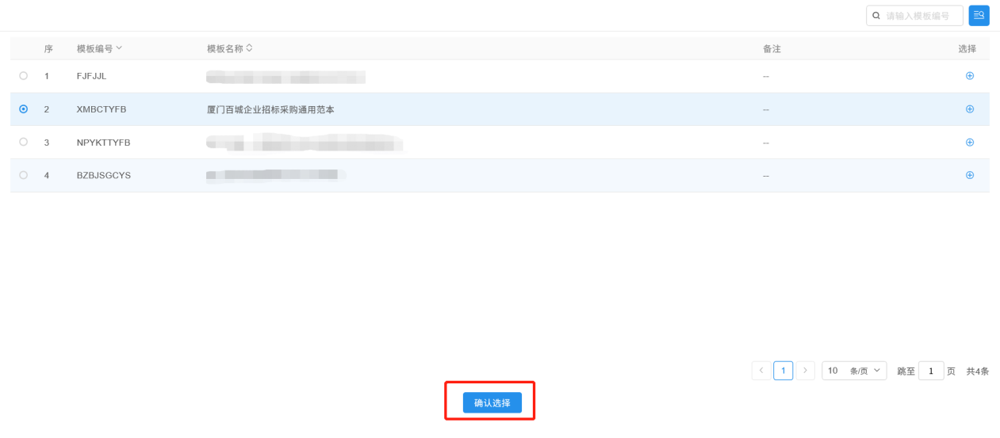 请输入模板编号
序 模板编号 模板名称 备注 选择
1 FJFJJL --
2 XMBCTYFB 厦门百城企业招标采购通用范本 --
3 NPYKTTYFB --
4 BZBJSGCYS --
1 10 条/页 跳至 1 页 共4条
确认选择